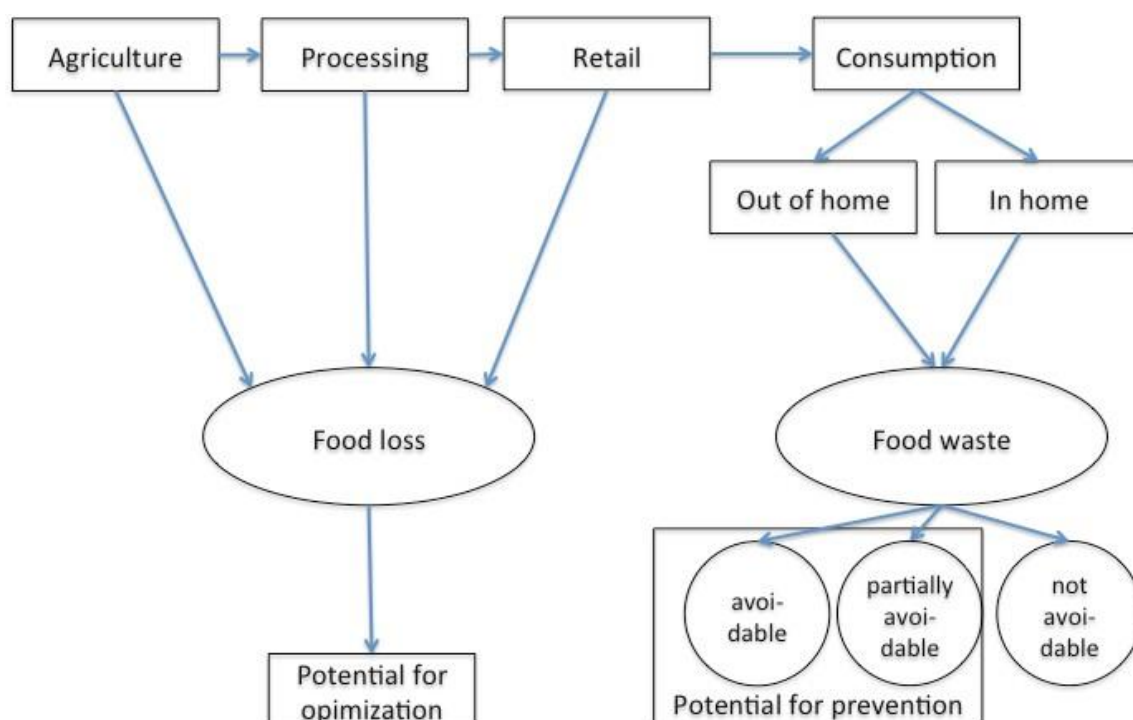 Agriculture
Processing
Retail
Consumption
Out of home
In home
Food loss
Food waste
avoi-
dable
partially
avoi-
dable
not
avoi-
dable
Potential for
opimization
Potential for prevention